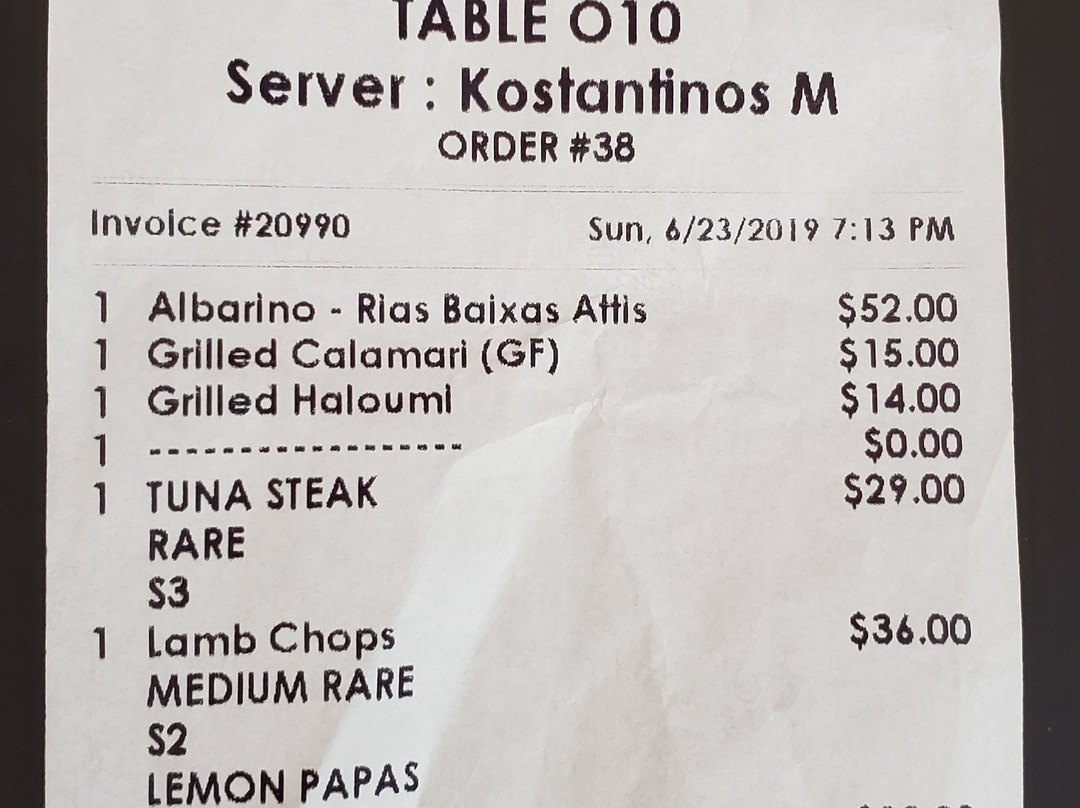 TABLE O10
Server : Kostantinos M
ORDER #38
Invoice #20990 Sun, 6/23/2019 7:13 PM
1 Albarino - Rias Baixas Attis $52.00
1 Grilled Calamari (GF) $15.00
1 Grilled Haloumi $14.00
1 ------------------ $0.00
1 TUNA STEAK $29.00
RARE
S3
1 Lamb Chops $36.00
MEDIUM RARE
S2
LEMON PAPAS